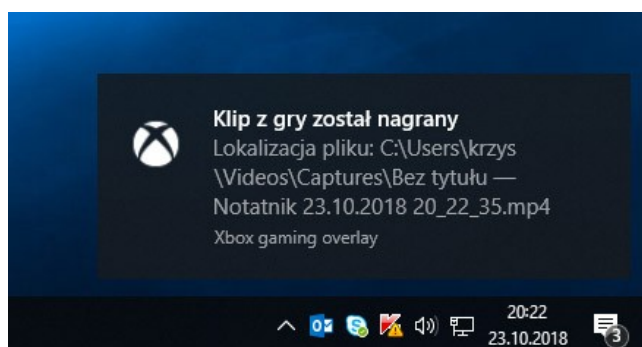 Klip z gry został nagrany
Lokalizacja pliku: C:\Users\krzys
\Videos\Captures\Bez tytułu —
Notatnik 23.10.2018 20_22_35.mp4
Xbox gaming overlay
20:22
23.10.2018
3